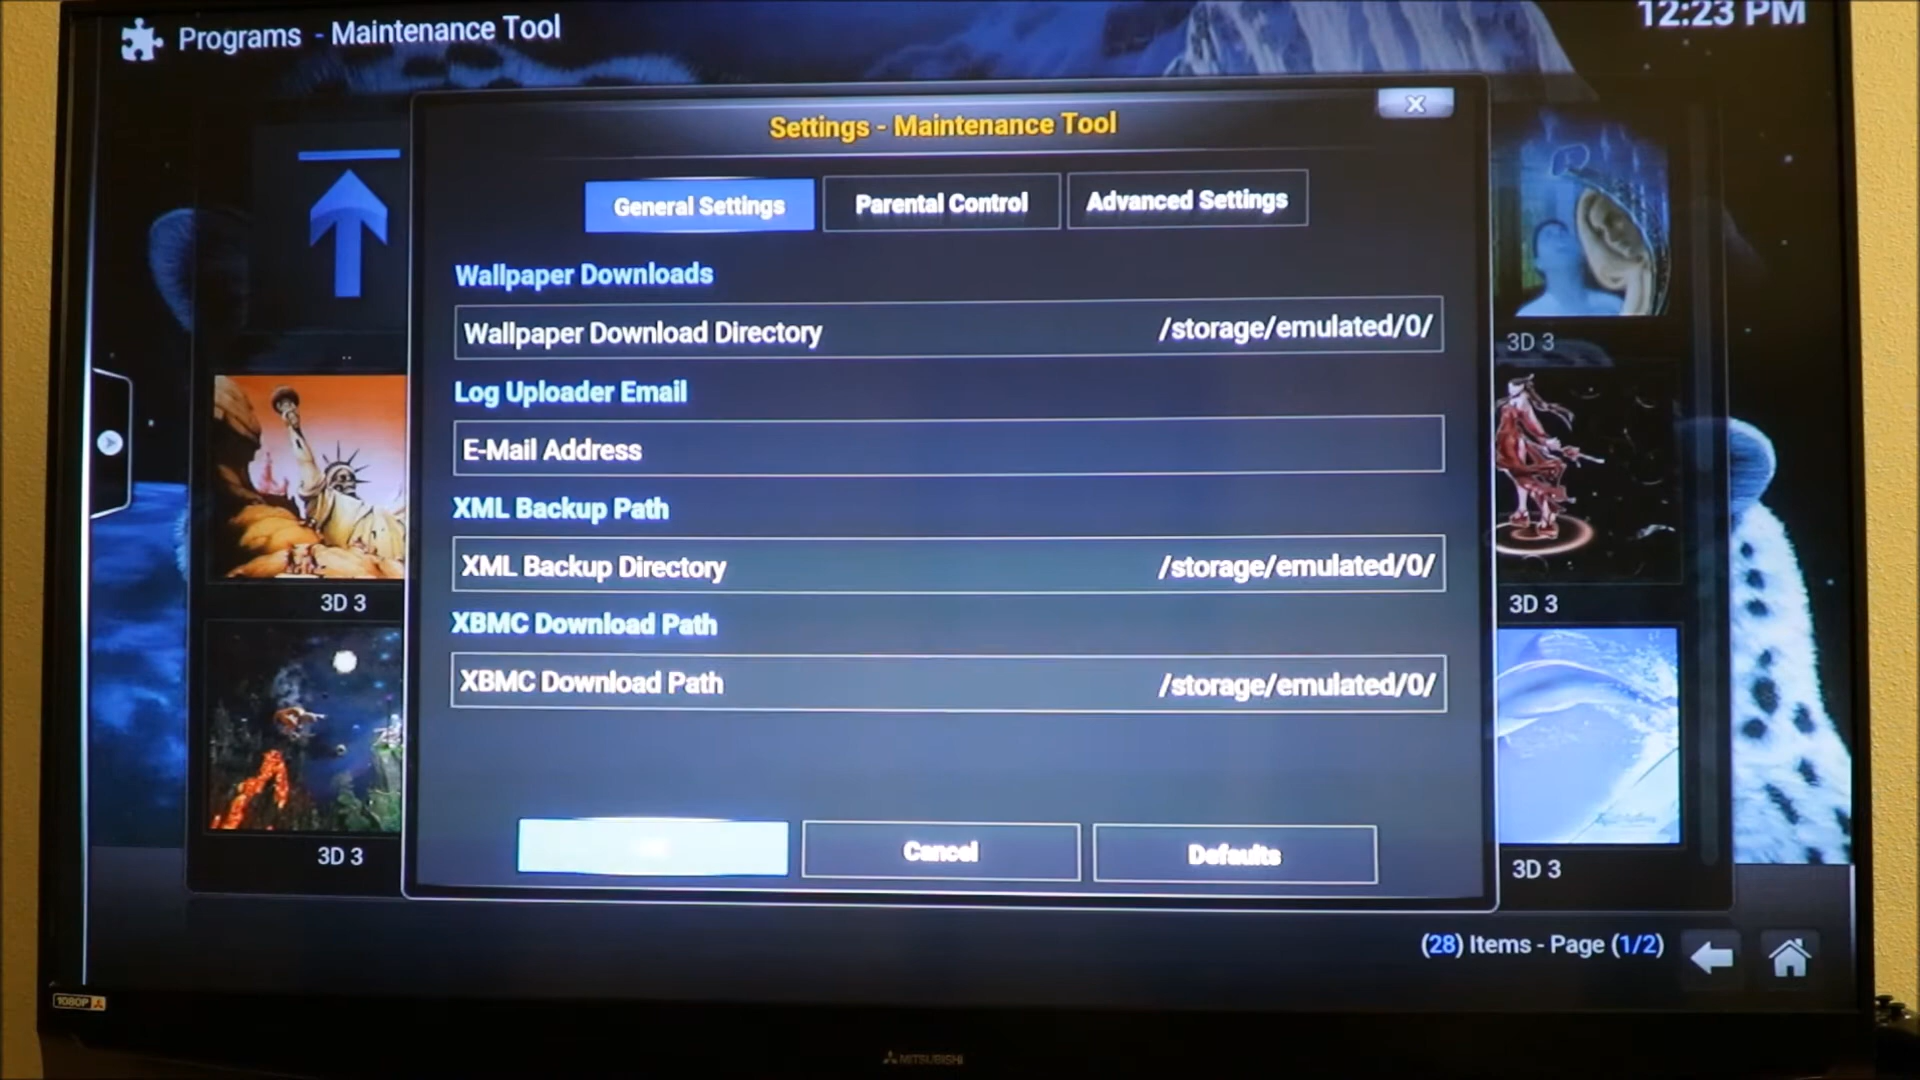 Programs - Maintenance Tool
12:23 PM
Settings - Maintenance Tool
X
General Settings
Parental Control
Advanced Settings
Wallpaper Downloads
Wallpaper Download Directory /storage/emulated/0/
Log Uploader Email
E-Mail Address
XML Backup Path
XML Backup Directory /storage/emulated/0/
XBMC Download Path
XBMC Download Path /storage/emulated/0/
Cancel
Defaults
..
3D 3
3D 3
3D 3
3D 3
3D 3
(28) Items - Page (1/2)
1080P
MITSUBISHI